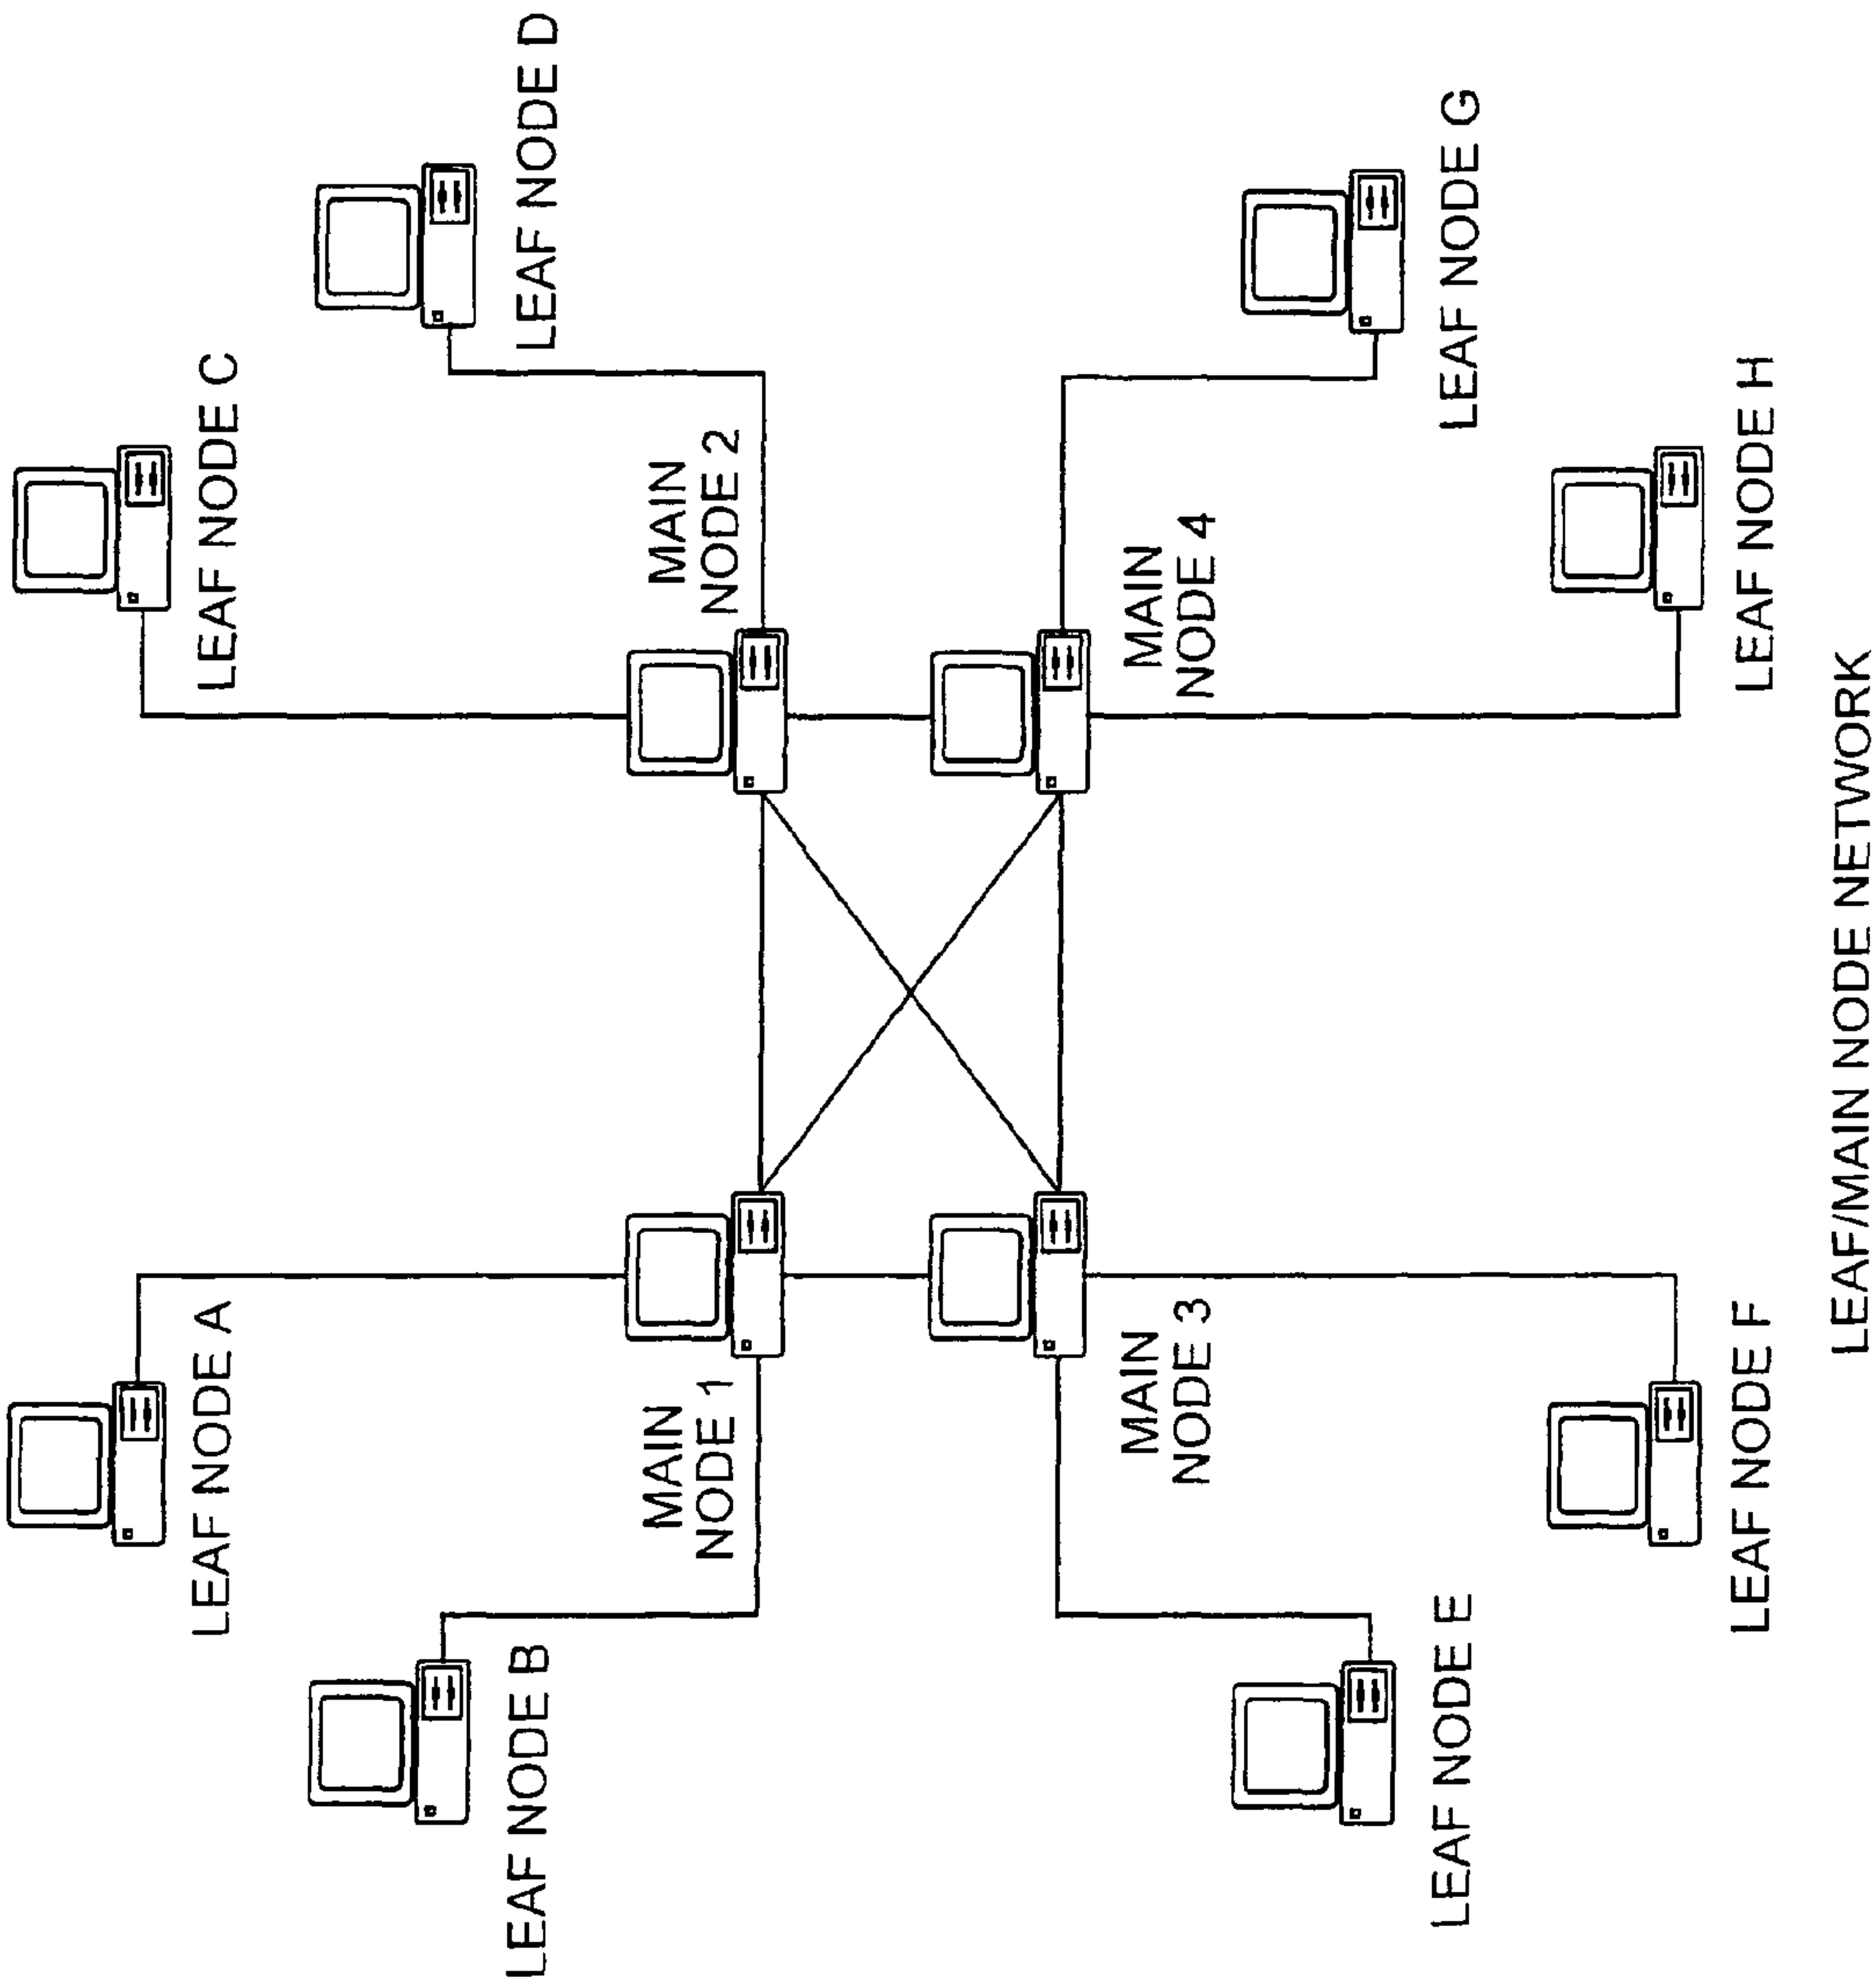 LEAF NODE A
LEAF NODE C
LEAF NODE B
LEAF NODE D
MAIN
NODE 1
MAIN
NODE 2
MAIN
NODE 3
MAIN
NODE 4
LEAF NODE E
LEAF NODE G
LEAF NODE F
LEAF NODE H
LEAF/MAIN NODE NETWORK